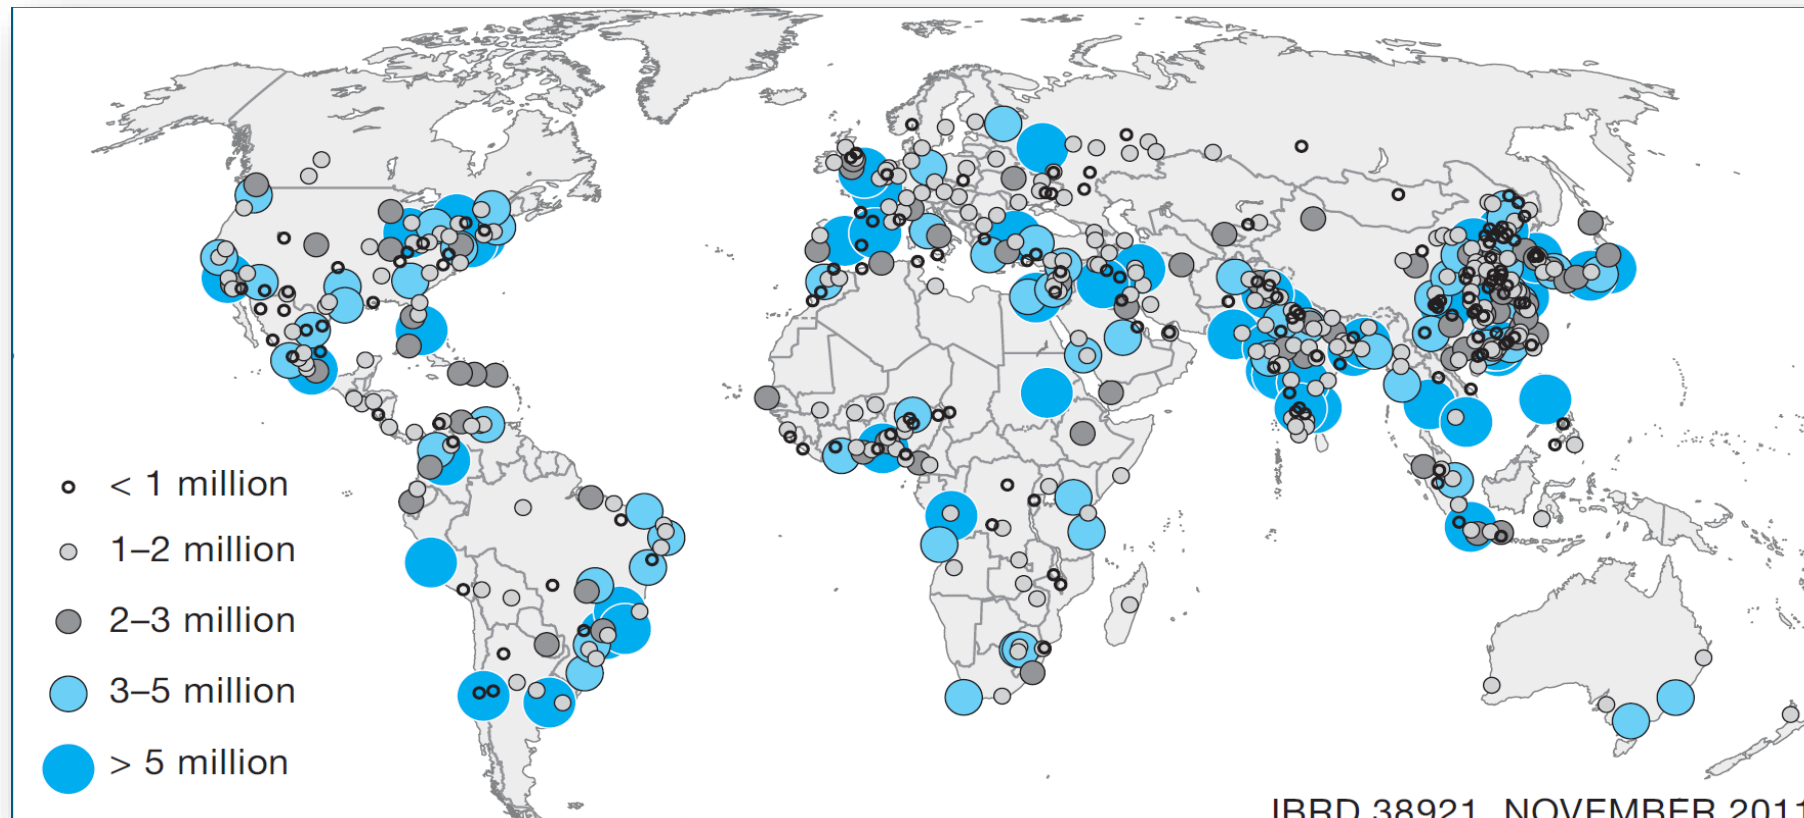 < 1 million
1–2 million
2–3 million
3–5 million
> 5 million
IBRD 38921 NOVEMBER 2011